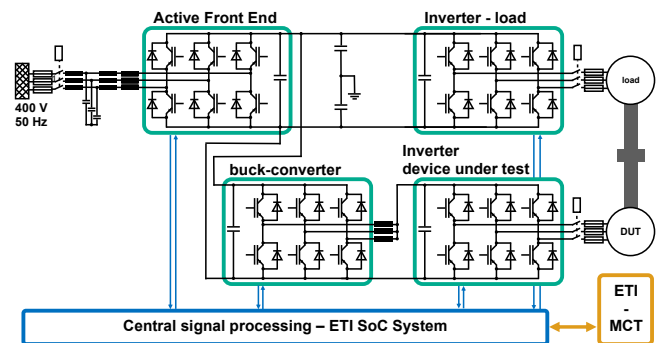 Active Front End
Inverter - load
load
400 V
50 Hz
buck-converter
Inverter
device under test
DUT
Central signal processing – ETI SoC System
ETI
-
MCT